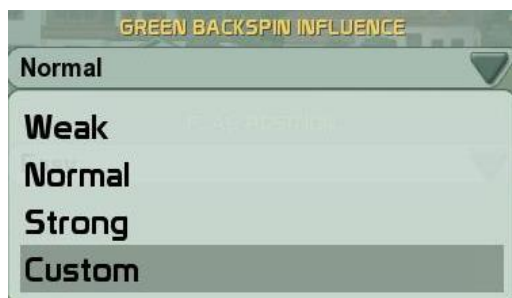 GREEN BACKSPIN INFLUENCE
Normal
Weak
Normal
Strong
Custom